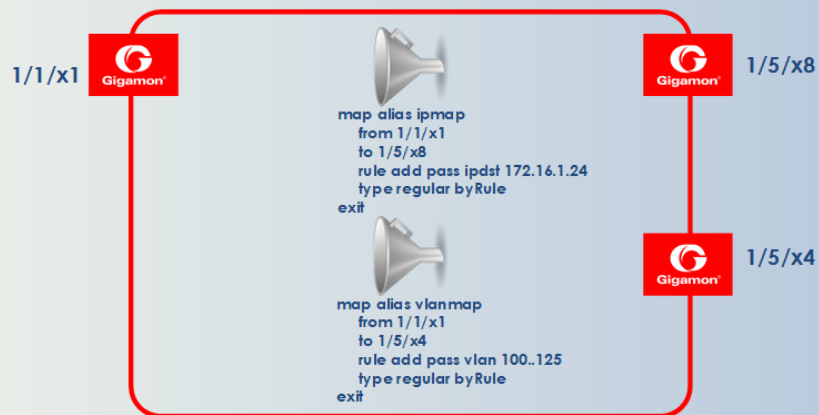 1/1/x1
Gigamon®
map alias ipmap
from 1/1/x1
to 1/5/x8
rule add pass ipdst 172.16.1.24
type regular byRule
exit
Gigamon®
1/5/x8
map alias vlanmap
from 1/1/x1
to 1/5/x4
rule add pass vlan 100..125
type regular byRule
exit
Gigamon®
1/5/x4